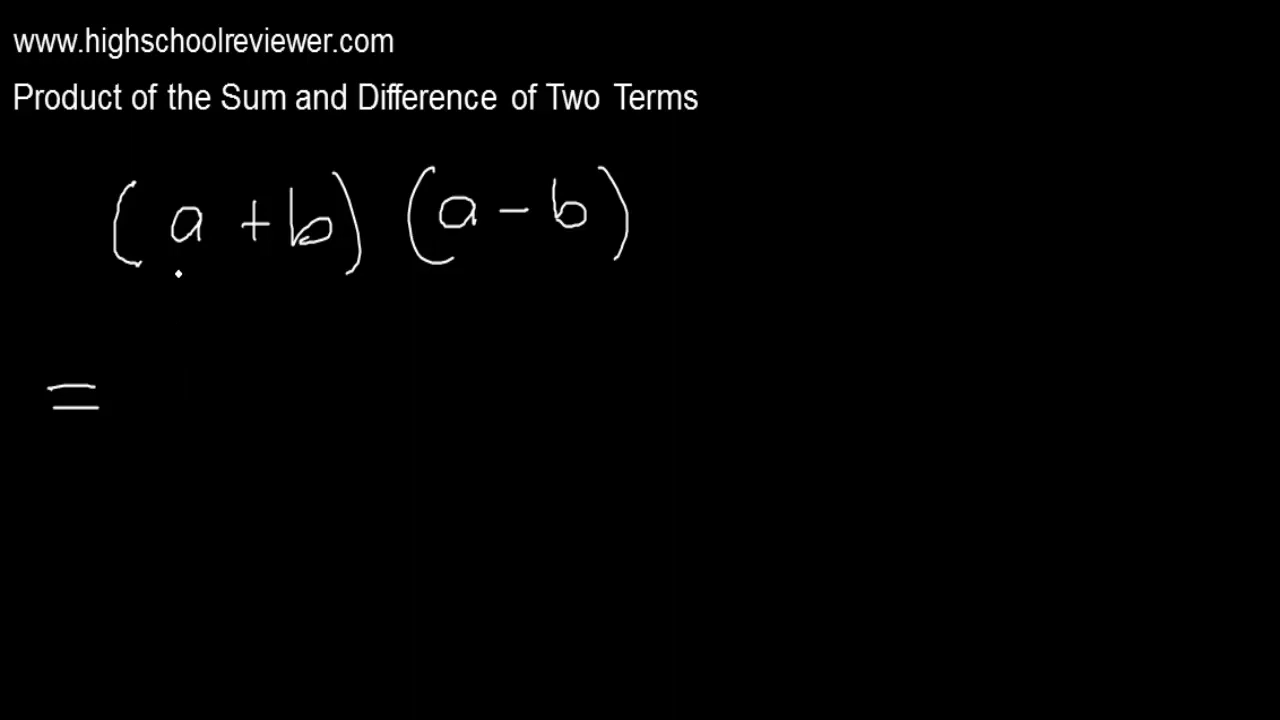 www.highschoolreviewer.com
Product of the Sum and Difference of Two Terms
(a + b) (a - b)
=